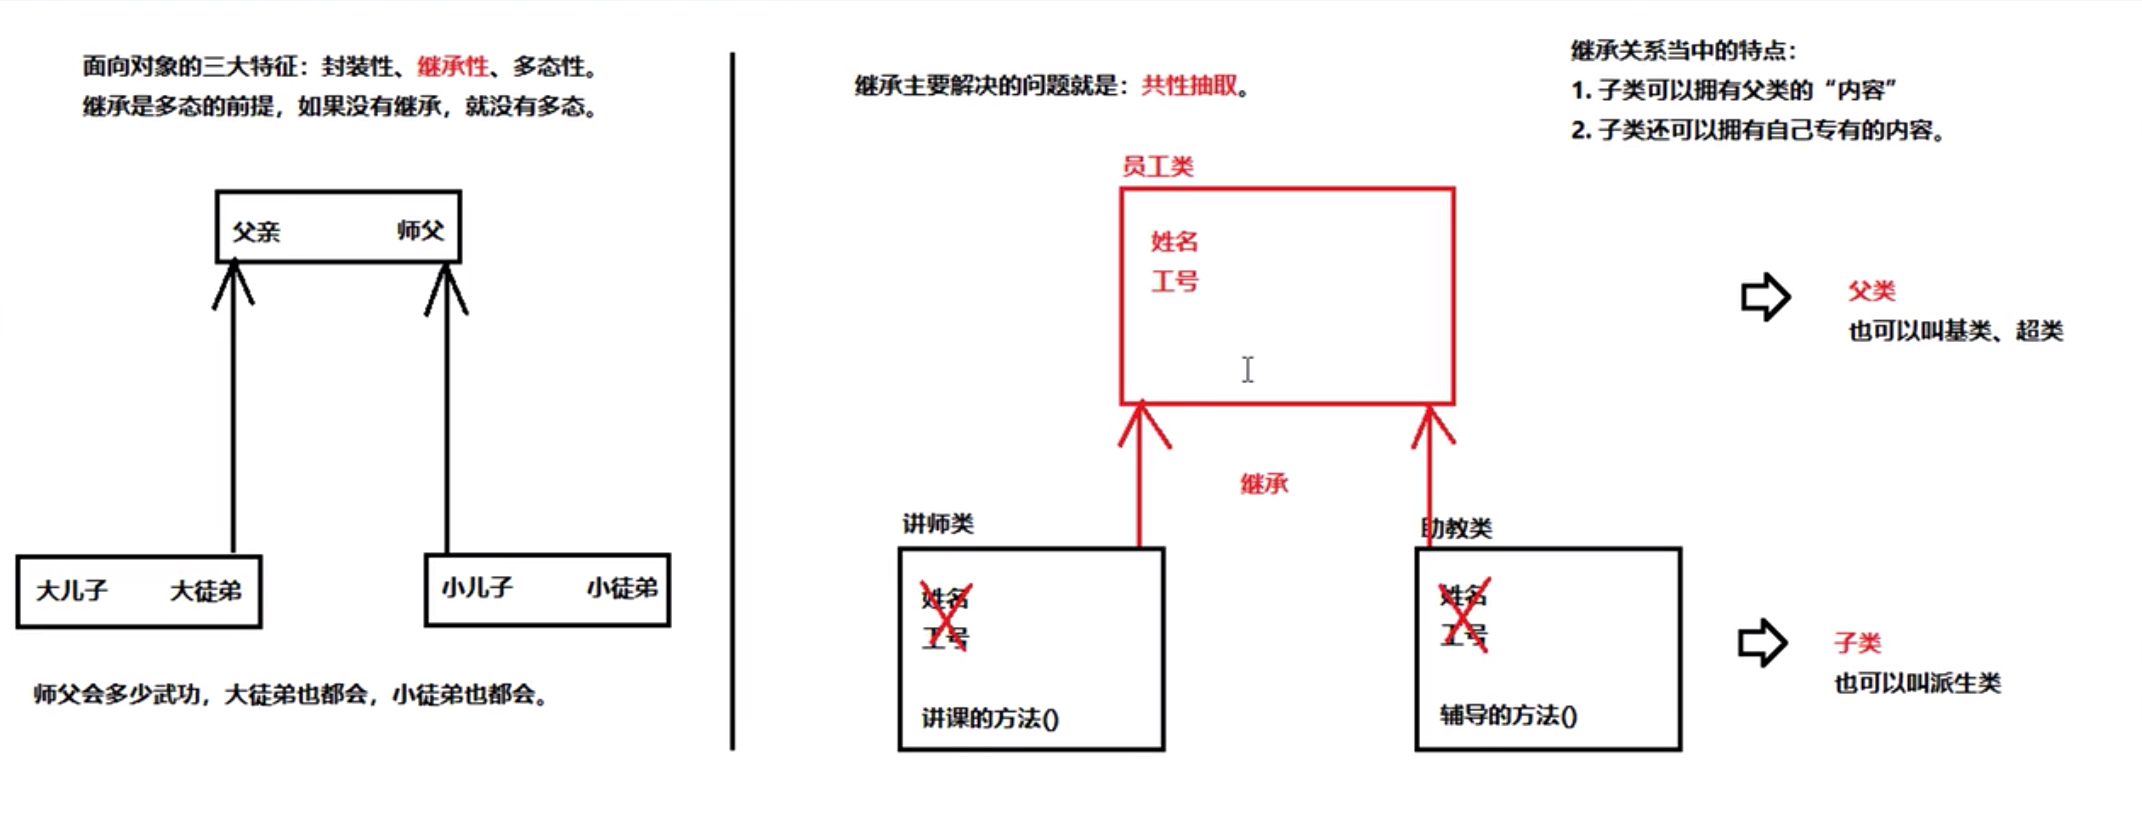 面向对象的三大特征：封装性、继承性、多态性。
继承是多态的前提，如果没有继承，就没有多态。
父亲 师父
大儿子 大徒弟
小儿子 小徒弟
师父会多少武功，大徒弟也都会，小徒弟也都会。
继承主要解决的问题就是：共性抽取。
继承关系当中的特点：
1. 子类可以拥有父类的“内容”
2. 子类还可以拥有自己专有的内容。
员工类
姓名
工号
父类
也可以叫基类、超类
继承
讲师类
姓名
工号
讲课的方法()
助教类
姓名
工号
辅导的方法()
子类
也可以叫派生类